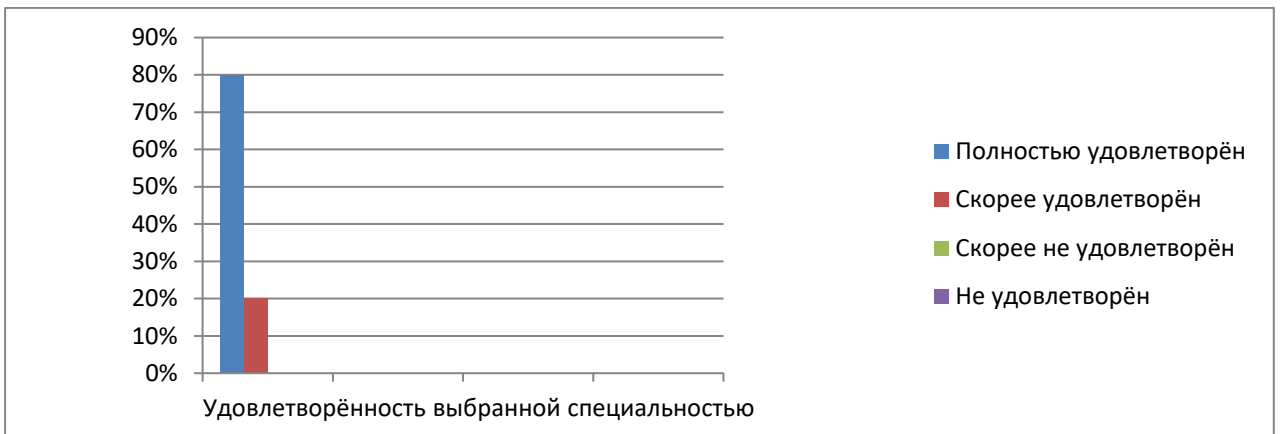 90%
80%
70%
60%
50%
40%
30%
20%
10%
0%
Удовлетворённость выбранной специальностью
Полностью удовлетворён
Скорее удовлетворён
Скорее не удовлетворён
Не удовлетворён